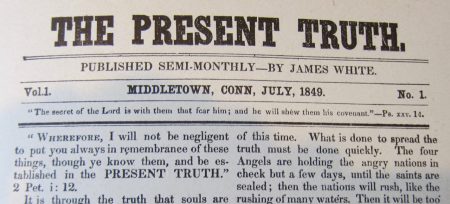 THE PRESENT TRUTH.
PUBLISHED SEMI-MONTHLY—BY JAMES WHITE.
Vol.1. MIDDLETOWN, CONN, JULY, 1849. No. 1.
"The secret of the Lord is with them that fear him; and he will shew them his covenant."—Ps. xxv. 14.
"WHEREFORE, I will not be negligent
to put you always in remembrance of these
things, though ye know them, and be es-
tablished in the PRESENT TRUTH."
2 Pet. i: 12.
It is through the truth that souls are
of this time. What is done to spread the
truth must be done quickly. The four
Angels are holding the angry nations in
check but a few days, until the saints are
sealed; then the nations will rush, like the
rushing of many waters. Then it will be too